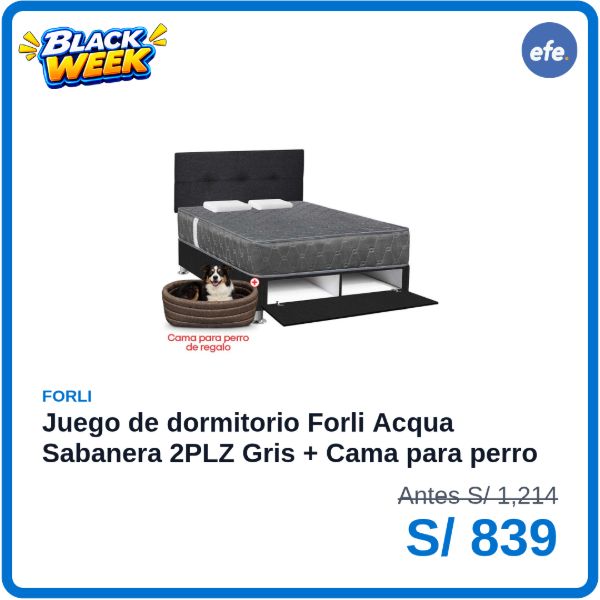 BLACK
WEEK
efe.
+
Cama para perro
de regalo
FORLI
Juego de dormitorio Forli Acqua
Sabanera 2PLZ Gris + Cama para perro
Antes S/ 1,214
S/ 839